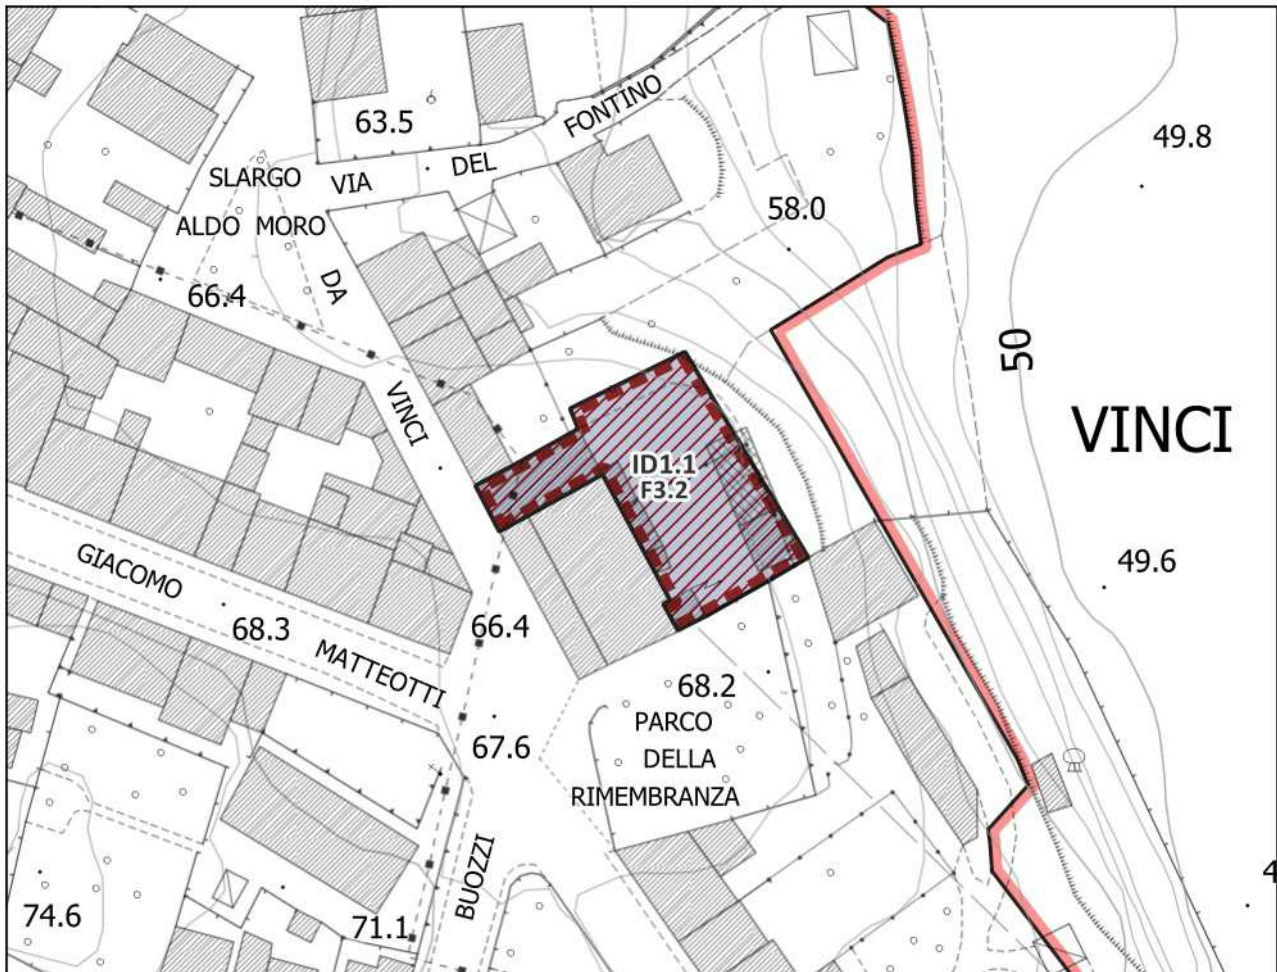 63.5
FONTINO
DEL
VIA
SLARGO
ALDO MORO
49.8
58.0
66.4
DA
VINCI
50
VINCI
ID1.1
F3.2
49.6
GIACOMO
68.3
MATTEOTTI
66.4
68.2
PARCO
DELLA
RIMEMBRANZA
67.6
BUOZZI
74.6
71.1
4